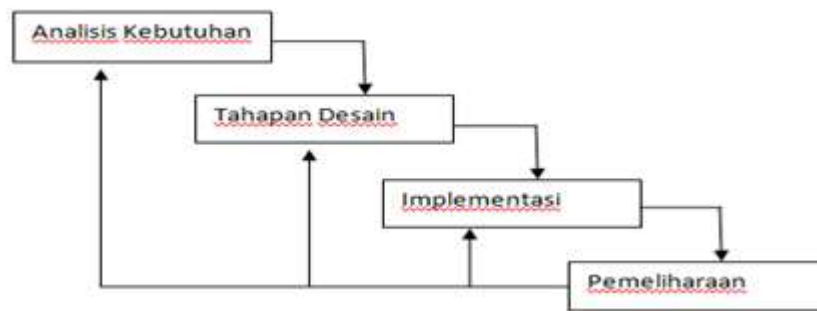 Analisis Kebutuhan
Tahapan Desain
Implementasi
Pemeliharaan